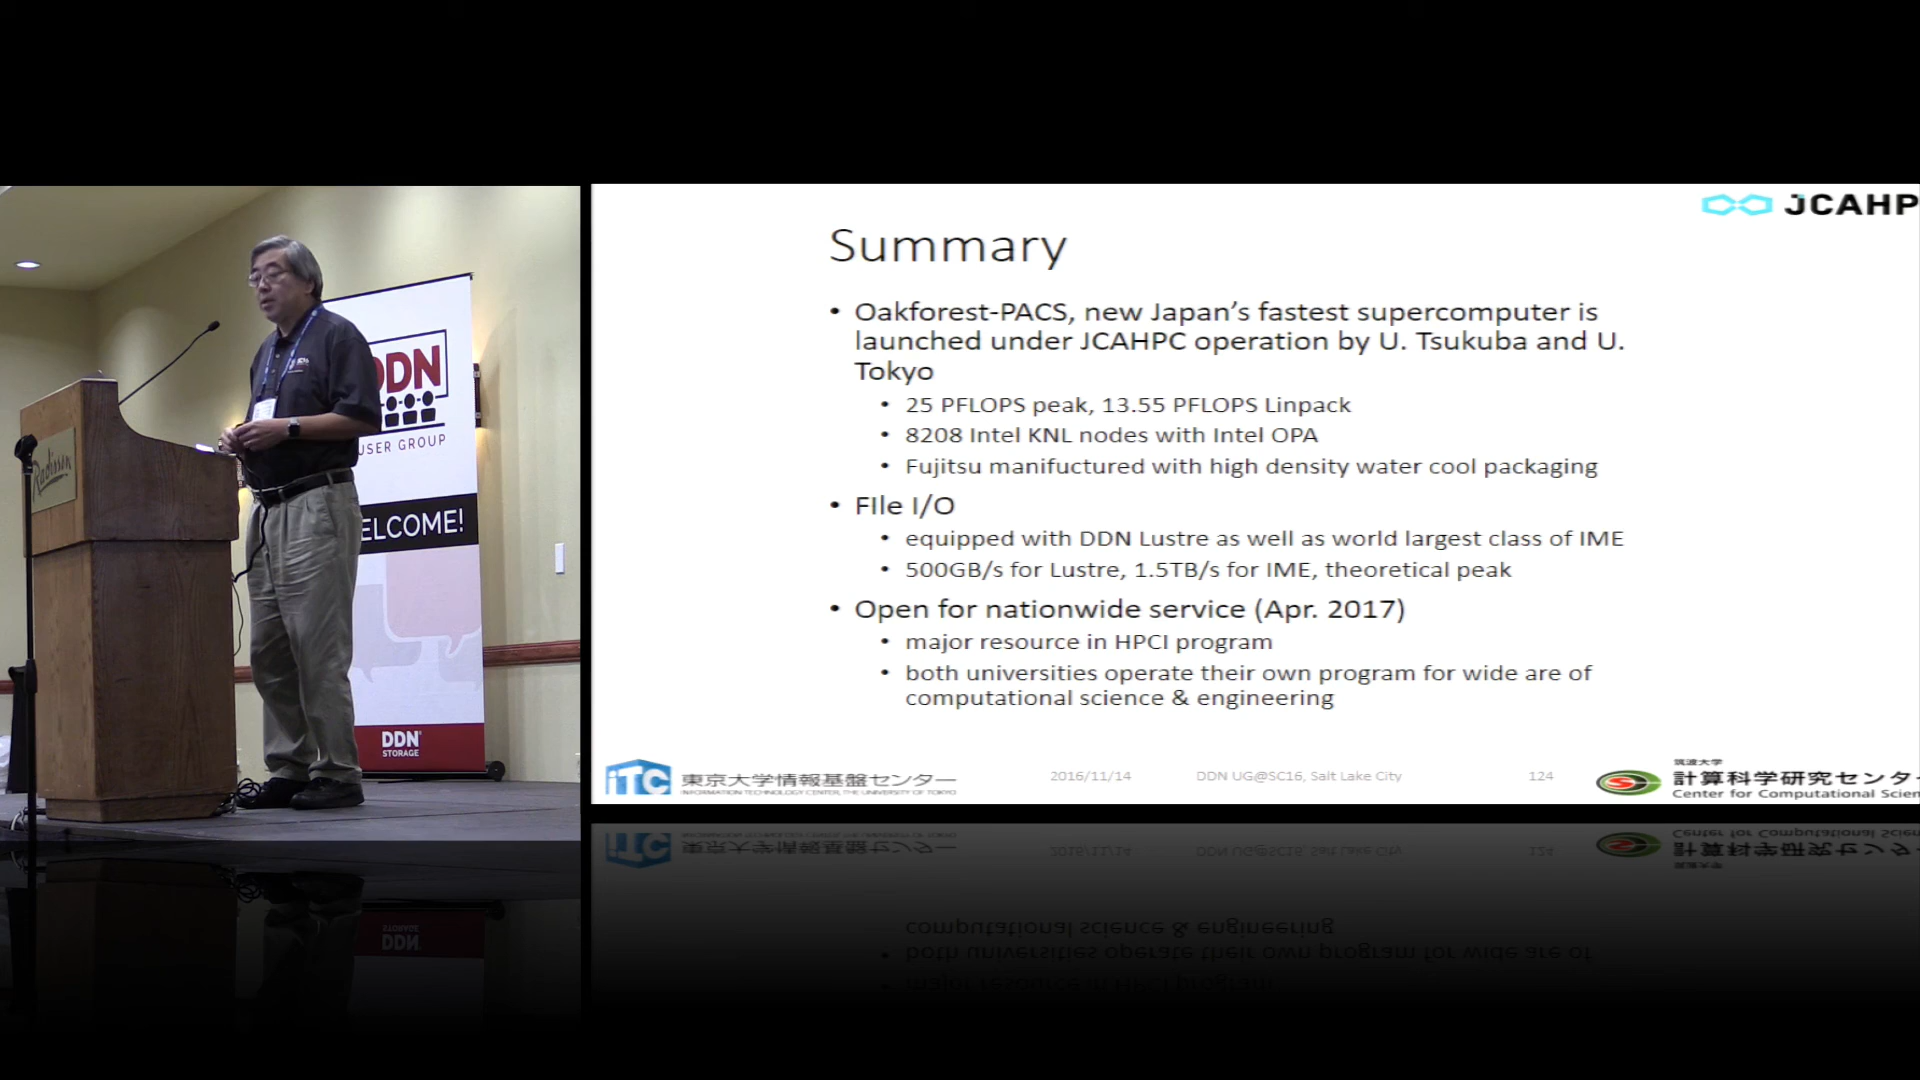 Radisson
DDN
USER GROUP
ELCOME!
DDN
STORAGE
JCAHP
Summary
• Oakforest-PACS, new Japan's fastest supercomputer is
launched under JCAHPC operation by U. Tsukuba and U.
Tokyo
• 25 PFLOPS peak, 13.55 PFLOPS Linpack
• 8208 Intel KNL nodes with Intel OPA
• Fujitsu manifuctured with high density water cool packaging
• FIle I/O
• equipped with DDN Lustre as well as world largest class of IME
• 500GB/s for Lustre, 1.5TB/s for IME, theoretical peak
• Open for nationwide service (Apr. 2017)
• major resource in HPCI program
• both universities operate their own program for wide are of
computational science & engineering
iTC 東京大学情報基盤センター
INFORMATION TECHNOLOGY CENTER, THE UNIVERSITY OF TOKYO
2016/11/14 DDN UG@SC16, Salt Lake City 124
筑波大学
計算科学研究センター
Center for Computational Scien